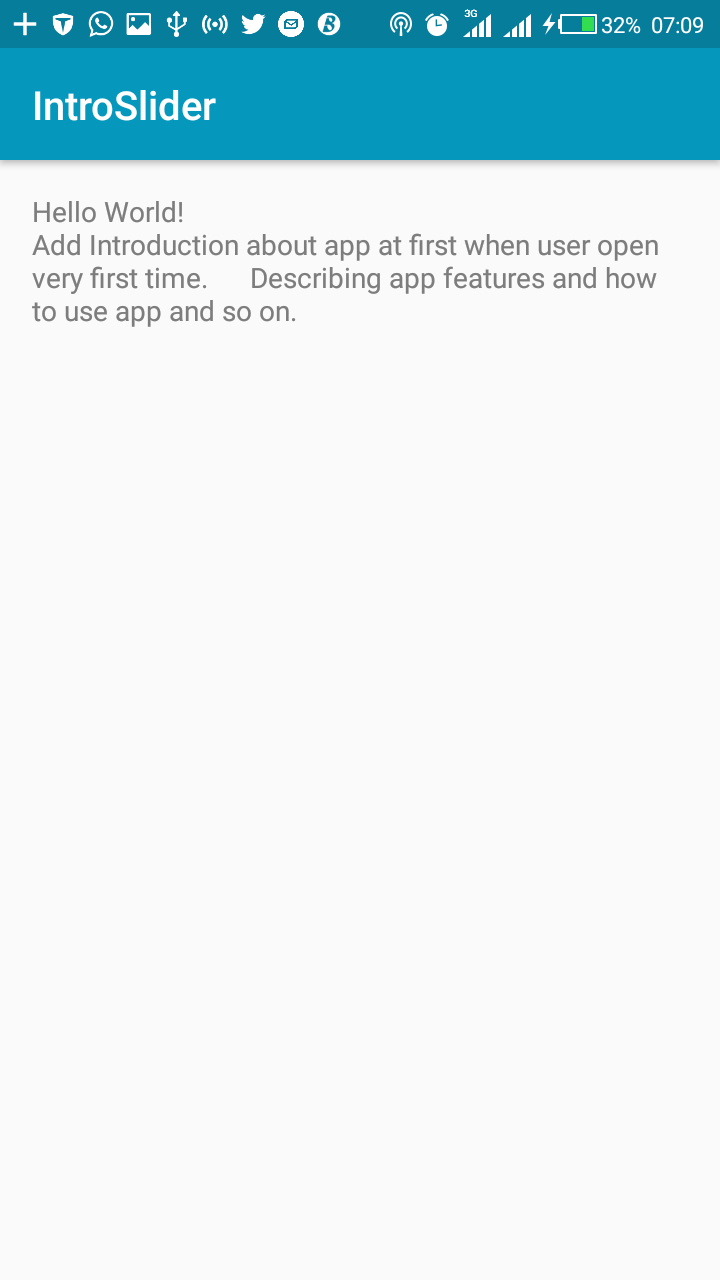 3G 32% 07:09
IntroSlider
Hello World!
Add Introduction about app at first when user open
very first time.      Describing app features and how
to use app and so on.